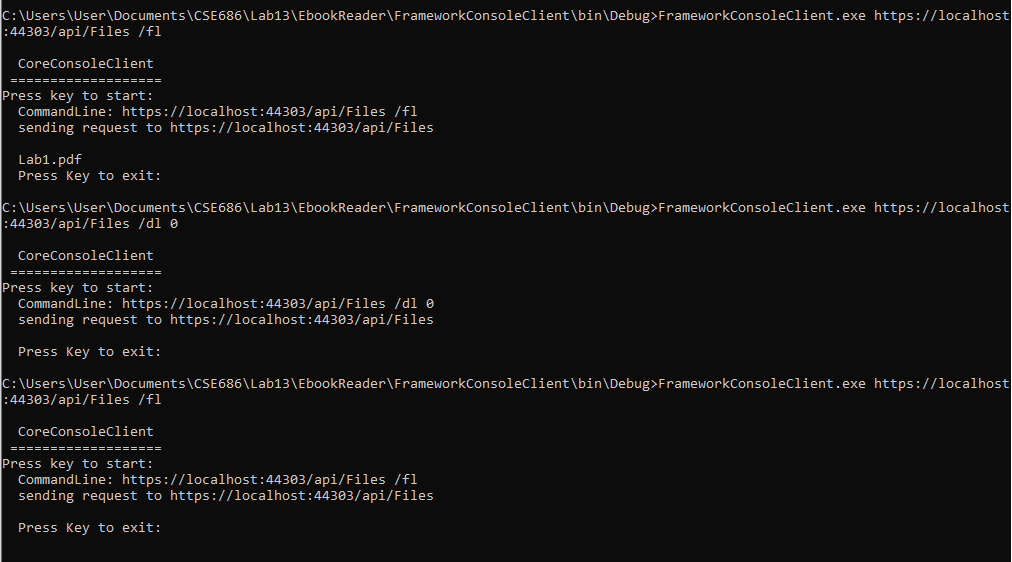 C:\Users\User\Documents\CSE686\Lab13\EbookReader\FrameworkConsoleClient\bin\Debug>FrameworkConsoleClient.exe https://localhost
:44303/api/Files /fl
CoreConsoleClient
===================
Press key to start:
CommandLine: https://localhost:44303/api/Files /fl
sending request to https://localhost:44303/api/Files
Lab1.pdf
Press Key to exit:
C:\Users\User\Documents\CSE686\Lab13\EbookReader\FrameworkConsoleClient\bin\Debug>FrameworkConsoleClient.exe https://localhost
:44303/api/Files /dl 0
CoreConsoleClient
===================
Press key to start:
CommandLine: https://localhost:44303/api/Files /dl 0
sending request to https://localhost:44303/api/Files
Press Key to exit:
C:\Users\User\Documents\CSE686\Lab13\EbookReader\FrameworkConsoleClient\bin\Debug>FrameworkConsoleClient.exe https://localhost
:44303/api/Files /fl
CoreConsoleClient
===================
Press key to start:
CommandLine: https://localhost:44303/api/Files /fl
sending request to https://localhost:44303/api/Files
Press Key to exit: